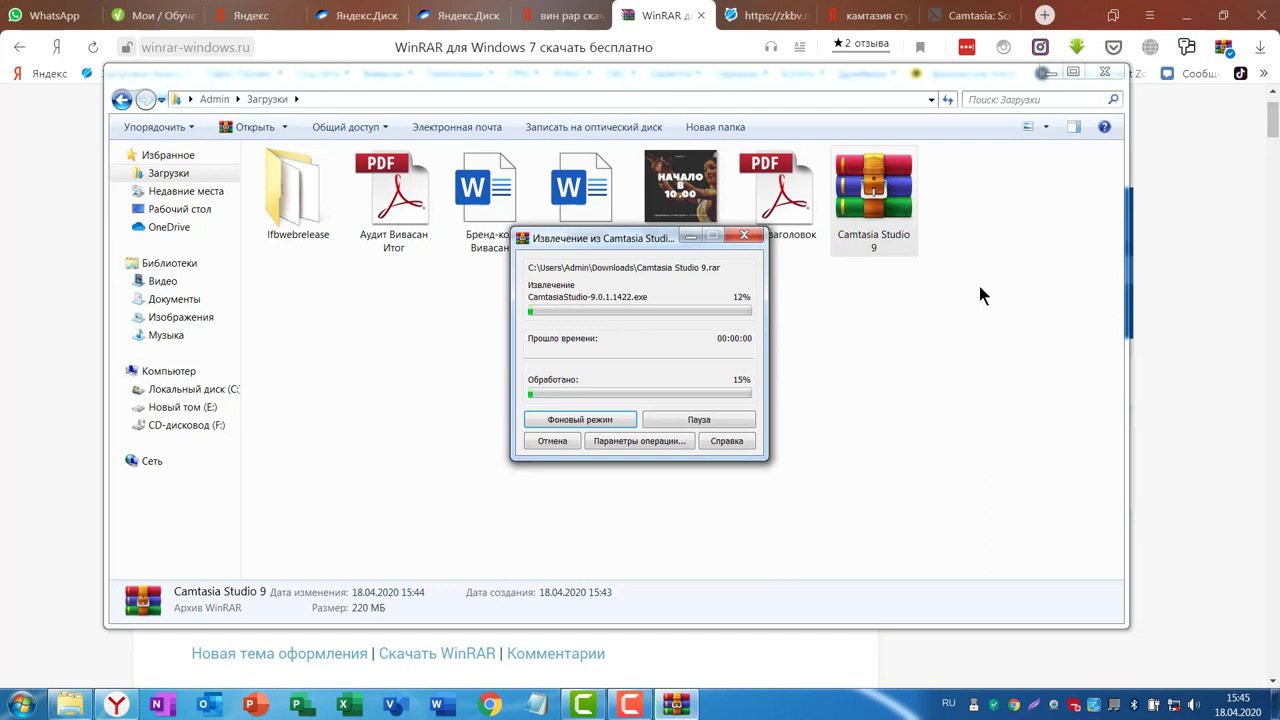 WhatsApp
Мои / Обуче
Яндекс
Яндекс.Диск
Яндекс.Диск
вин рар скач
WinRAR дл
https://zkbv.r
камтазия сту
Camtasia: Scr
winrar-windows.ru
WinRAR для Windows 7 скачать бесплатно
★2 отзыва
Яндекс
Сообщ
Admin
Загрузки
Поиск: Загрузки
Упорядочить
Открыть
Общий доступ
Электронная почта
Записать на оптический диск
Новая папка
Избранное
Загрузки
Недавние места
Рабочий стол
OneDrive
Библиотеки
Видео
Документы
Изображения
Музыка
Компьютер
Локальный диск (C:
Новый том (E:)
CD-дисковод (F:)
Сеть
PDF
W
W
НАЧАЛО
В
10 .00
PDF
lfbwebrelease
Аудит Вивасан
Итог
Бренд-ко
Вивасан
заголовок
Camtasia Studio
9
Извлечение из Camtasia Studi...
C:\Users\Admin\Downloads\Camtasia Studio 9.rar
Извлечение
CamtasiaStudio-9.0.1.1422.exe 12%
Прошло времени: 00:00:00
Обработано: 15%
Фоновый режим
Пауза
Отмена
Параметры операции...
Справка
Camtasia Studio 9
Дата изменения: 18.04.2020 15:44
Дата создания: 18.04.2020 15:43
Архив WinRAR
Размер: 220 МБ
Новая тема оформления | Скачать WinRAR | Комментарии
RU
15:45
18.04.2020